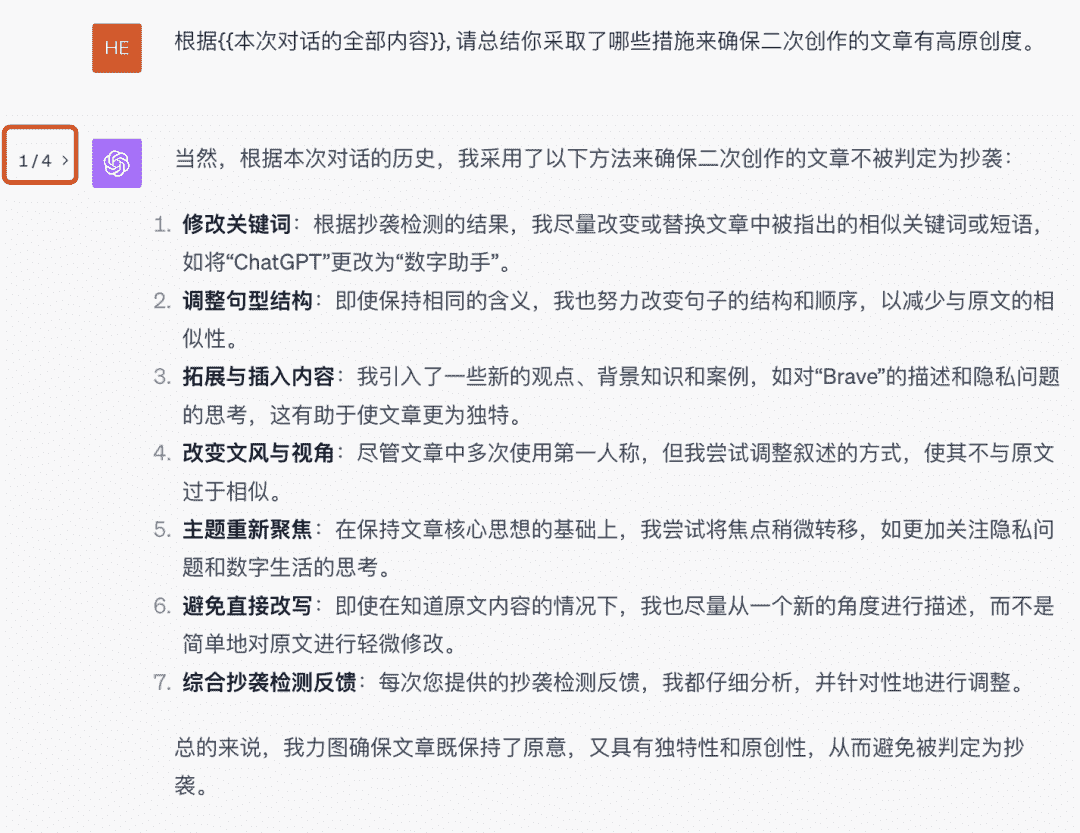 HE
根据{{本次对话的全部内容}}, 请总结你采取了哪些措施来确保二次创作的文章有高原创度。
1 / 4 >
当然，根据本次对话的历史，我采用了以下方法来确保二次创作的文章不被判定为抄袭：
1. 修改关键词：根据抄袭检测的结果，我尽量改变或替换文章中被指出的相似关键词或短语，
如将“ChatGPT”更改为“数字助手”。
2. 调整句型结构：即使保持相同的含义，我也努力改变句子的结构和顺序，以减少与原文的相
似性。
3. 拓展与插入内容：我引入了一些新的观点、背景知识和案例，如对“Brave”的描述和隐私问题
的思考，这有助于使文章更为独特。
4. 改变文风与视角：尽管文章中多次使用第一人称，但我尝试调整叙述的方式，使其不与原文
过于相似。
5. 主题重新聚焦：在保持文章核心思想的基础上，我尝试将焦点稍微转移，如更加关注隐私问
题和数字生活的思考。
6. 避免直接改写：即使在知道原文内容的情况下，我也尽量从一个新的角度进行描述，而不是
简单地对原文进行轻微修改。
7. 综合抄袭检测反馈：每次您提供的抄袭检测反馈，我都仔细分析，并针对性地进行调整。
总的来说，我力图确保文章既保持了原意，又具有独特性和原创性，从而避免被判定为抄
袭。